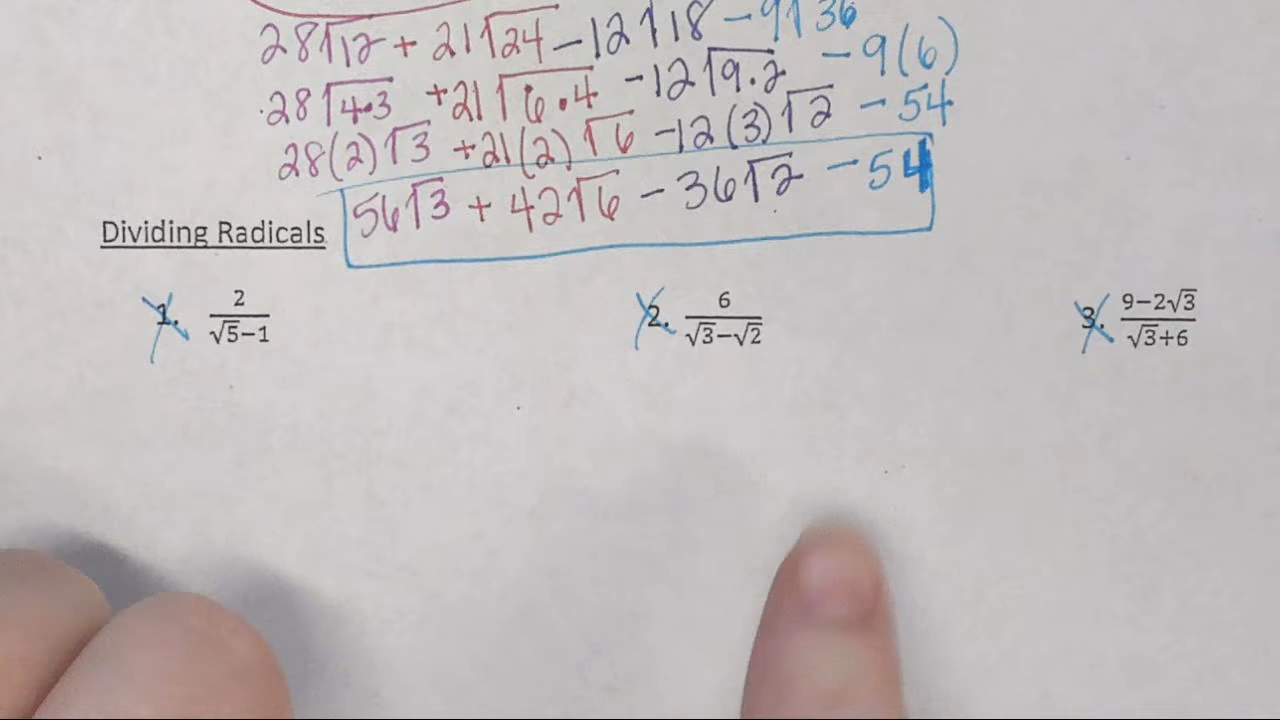 28√12 + 21√24 - 12√18 - 9√36
28√4·3 +21√6·4 -12√9·2 - 9(6)
28(2)√3 +21(2)√6 -12(3)√2 - 54
56√3 + 42√6 - 36√2 - 54
Dividing Radicals
1. 2/(√5−1) 2. 6/(√3−√2) 3. (9−2√3)/(√3+6)